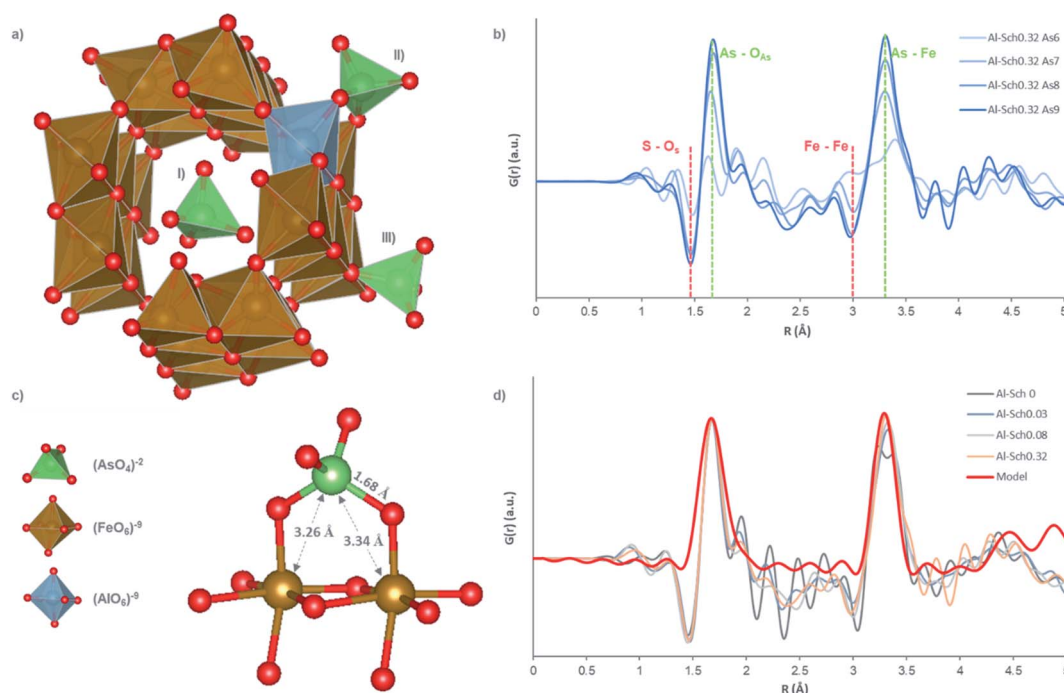 a)
I)
II)
III)
b)
As - O_As
As - Fe
S - O_s
Fe - Fe
Al-Sch0.32 As6
Al-Sch0.32 As7
Al-Sch0.32 As8
Al-Sch0.32 As9
G(r) (a.u.)
0 0.5 1 1.5 2 2.5 3 3.5 4 4.5 5
R (Å)
c)
(AsO₄)⁻²
(FeO₆)⁻⁹
(AlO₆)⁻⁹
1.68 Å
3.26 Å
3.34 Å
d)
Al-Sch 0
Al-Sch0.03
Al-Sch0.08
Al-Sch0.32
Model
G(r) (a.u.)
0 0.5 1 1.5 2 2.5 3 3.5 4 4.5 5
R (Å)